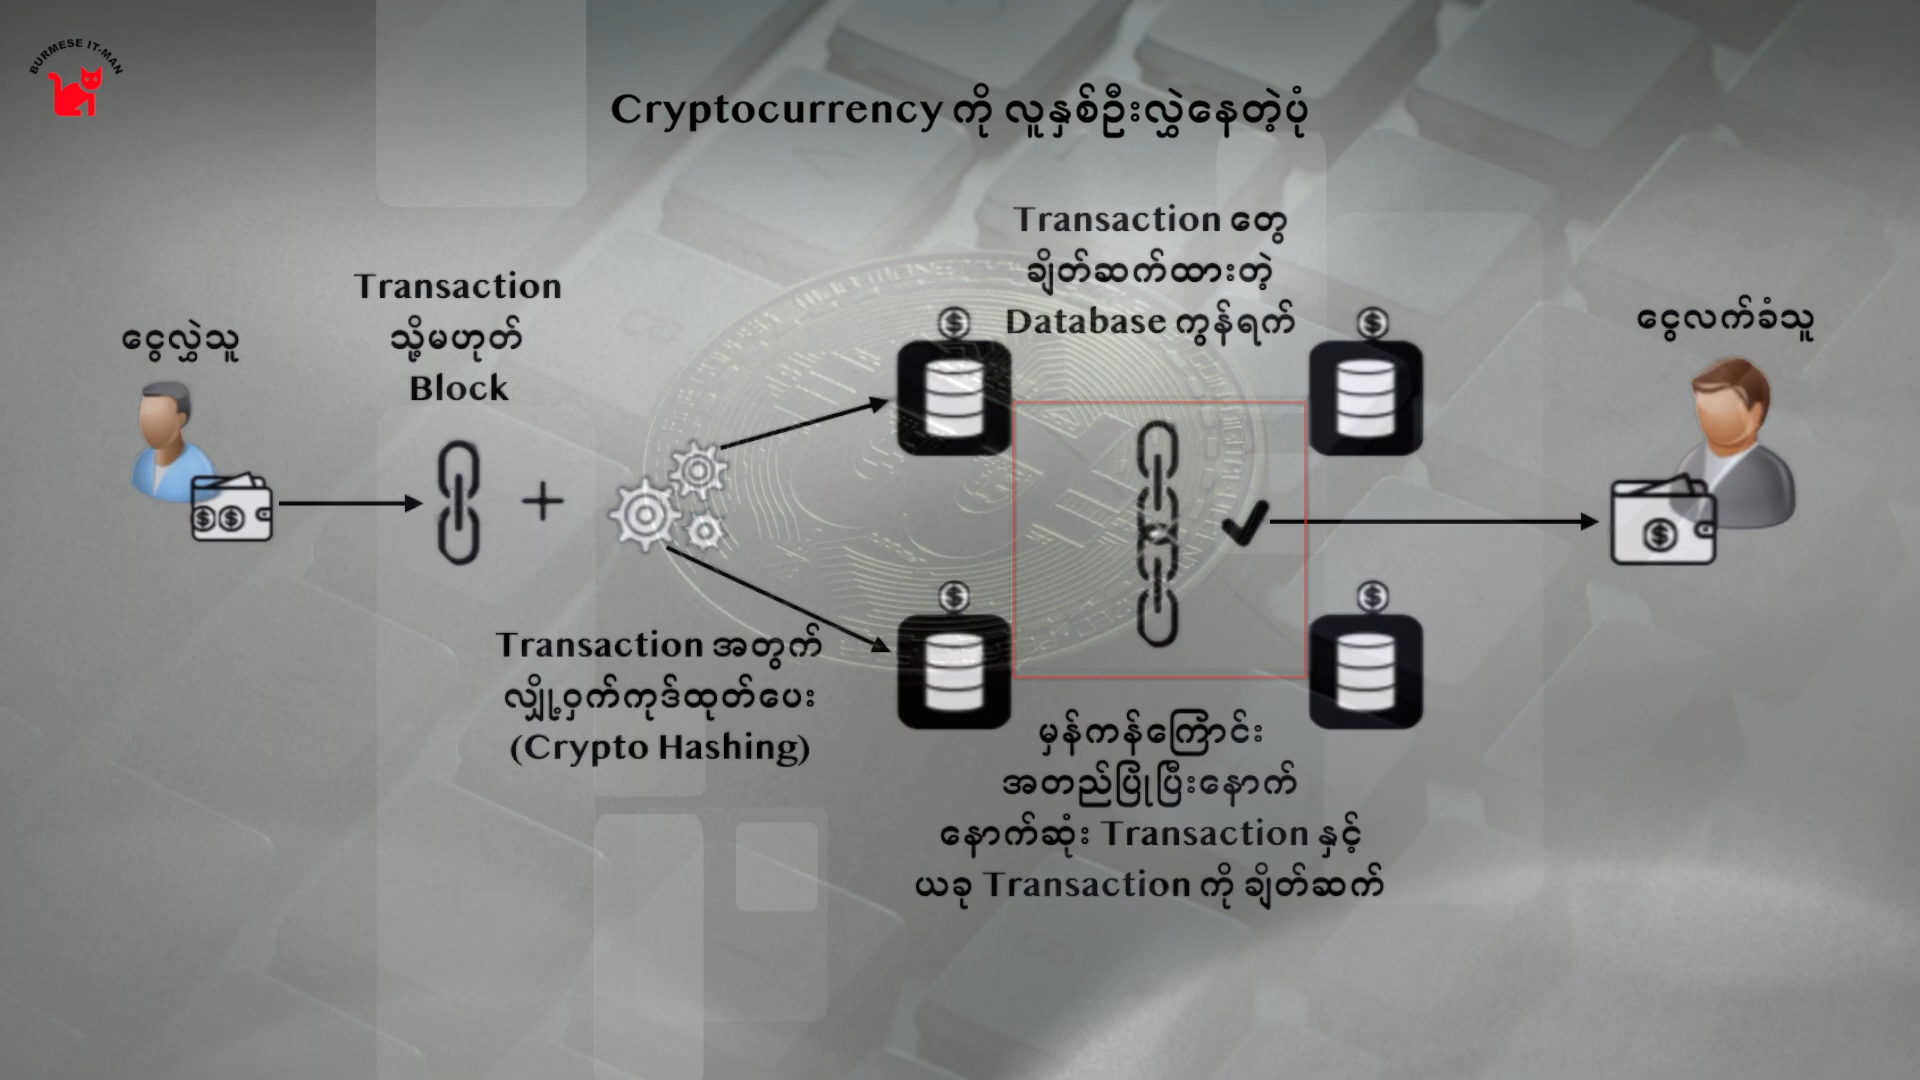 BURMESE IT-MAN
Cryptocurrency ကို လူနှစ်ဦးလွှဲနေတဲ့ပုံ
ငွေလွှဲသူ
Transaction
သို့မဟုတ်
Block
Transaction အတွက်
လျှို့ဝှက်ကုဒ်ထုတ်ပေး
(Crypto Hashing)
Transaction တွေ
ချိတ်ဆက်ထားတဲ့
Database ကွန်ရက်
မှန်ကန်ကြောင်း
အတည်ပြုပြီးနောက်
နောက်ဆုံး Transaction နှင့်
ယခု Transaction ကို ချိတ်ဆက်
ငွေလက်ခံသူ